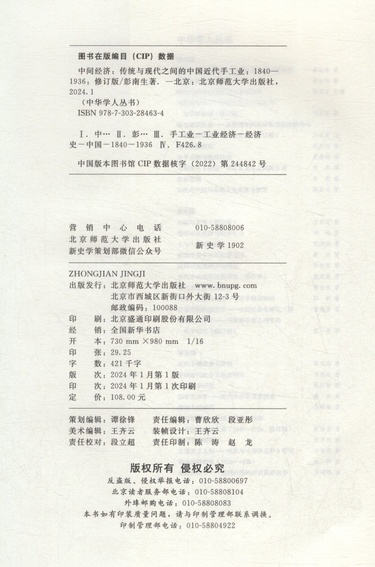 图书在版编目（CIP）数据
中间经济：传统与现代之间的中国近代手工业：1840—
1936：修订版/彭南生著．—北京：北京师范大学出版社，
2024.1
（中华学人丛书）
ISBN 978-7-303-28463-4
Ⅰ．中… Ⅱ．彭… Ⅲ．手工业－工业经济－经济
史－中国－1840－1936 Ⅳ．F426.8
中国版本图书馆CIP数据核字（2022）第244842号
营销中心电话 010-58808006
北京师范大学出版社
新史学策划部微信公众号 新史学1902
ZHONGJIAN JINGJI
出版发行：北京师范大学出版社 www.bnupg.com
北京市西城区新街口外大街12-3号
邮政编码：100088
印 刷：北京盛通印刷股份有限公司
经 销：全国新华书店
开 本：730 mm×980 mm 1/16
印 张：29.25
字 数：421千字
版 次：2024年1月第1版
印 次：2024年1月第1次印刷
定 价：108.00元
策划编辑：谭徐锋 责任编辑：曹欣欣 段亚彤
美术编辑：王齐云 装帧设计：王齐云
责任校对：段立超 责任印制：陈 涛 赵 龙
版权所有 侵权必究
反盗版、侵权举报电话：010-58800697
北京读者服务部电话：010-58808104
外埠邮购电话：010-58808083
本书如有印装质量问题，请与印制管理部联系调换。
印制管理部电话：010-58804922